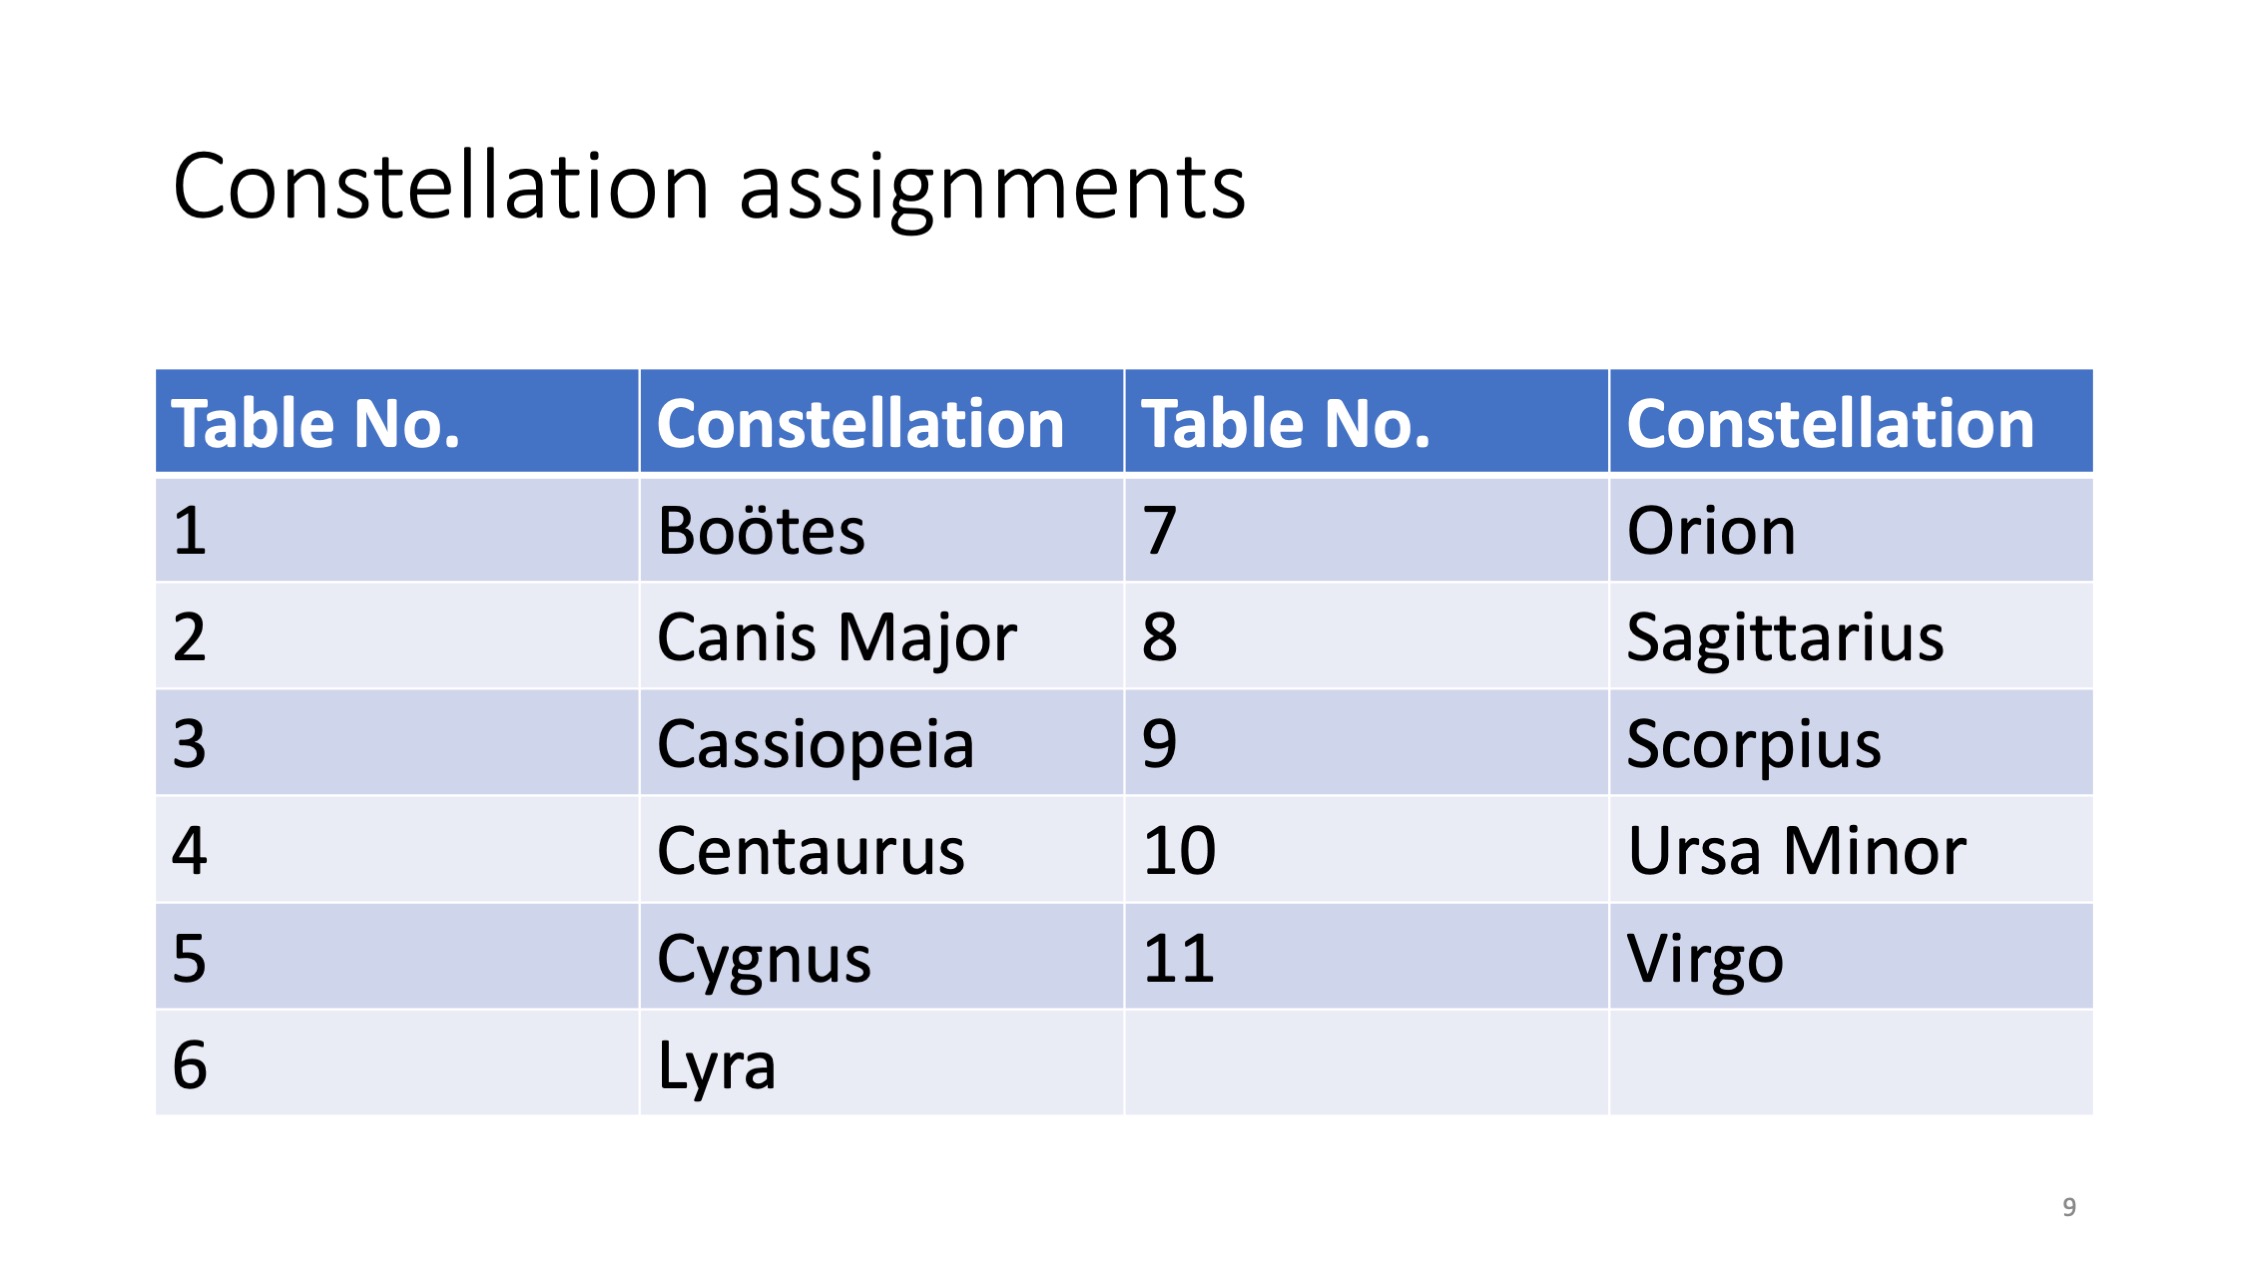 Constellation assignments
Table No. Constellation Table No. Constellation
1 Boötes 7 Orion
2 Canis Major 8 Sagittarius
3 Cassiopeia 9 Scorpius
4 Centaurus 10 Ursa Minor
5 Cygnus 11 Virgo
6 Lyra
9